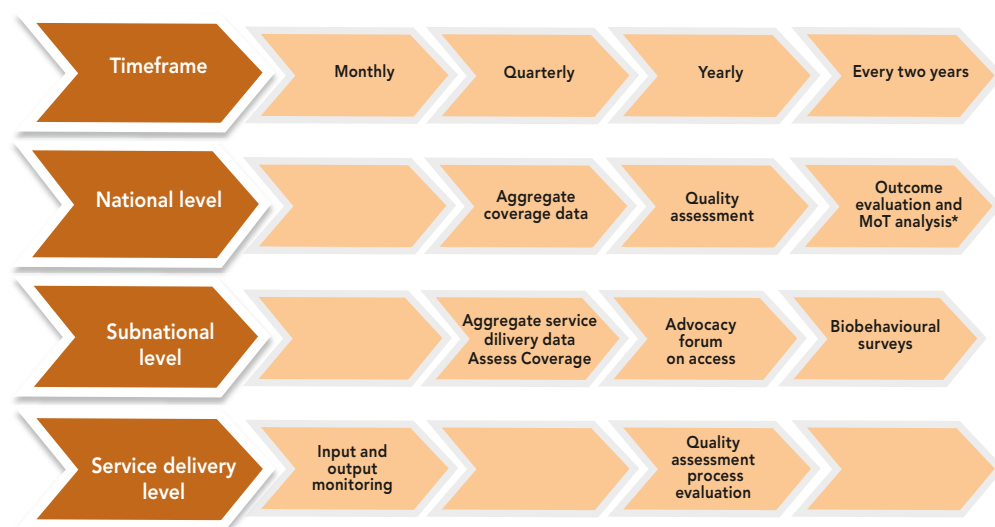 Timeframe
Monthly
Quarterly
Yearly
Every two years
National level
Aggregate
coverage data
Quality
assessment
Outcome
evaluation and
MoT analysis*
Subnational
level
Aggregate service
dilivery data
Assess Coverage
Advocacy
forum
on access
Biobehavioural
surveys
Service delivery
level
Input and
output
monitoring
Quality
assessment
process
evaluation